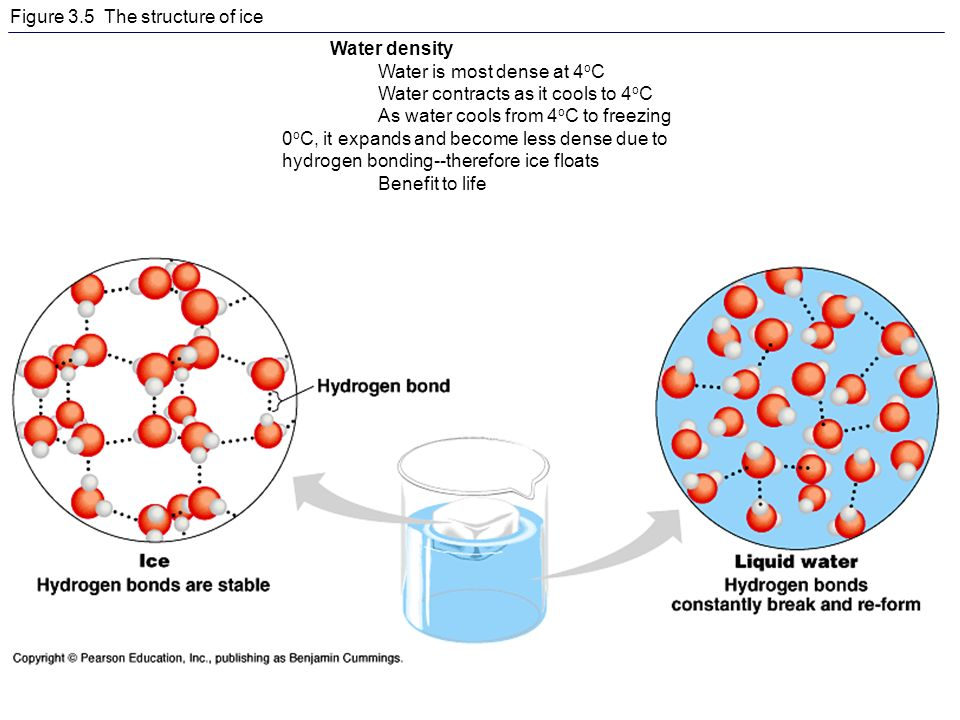 Figure 3.5 The structure of ice
Water density
Water is most dense at 4oC
Water contracts as it cools to 4oC
As water cools from 4oC to freezing
0oC, it expands and become less dense due to
hydrogen bonding--therefore ice floats
Benefit to life
Hydrogen bond
Ice
Hydrogen bonds are stable
Liquid water
Hydrogen bonds
constantly break and re-form
Copyright © Pearson Education, Inc., publishing as Benjamin Cummings.